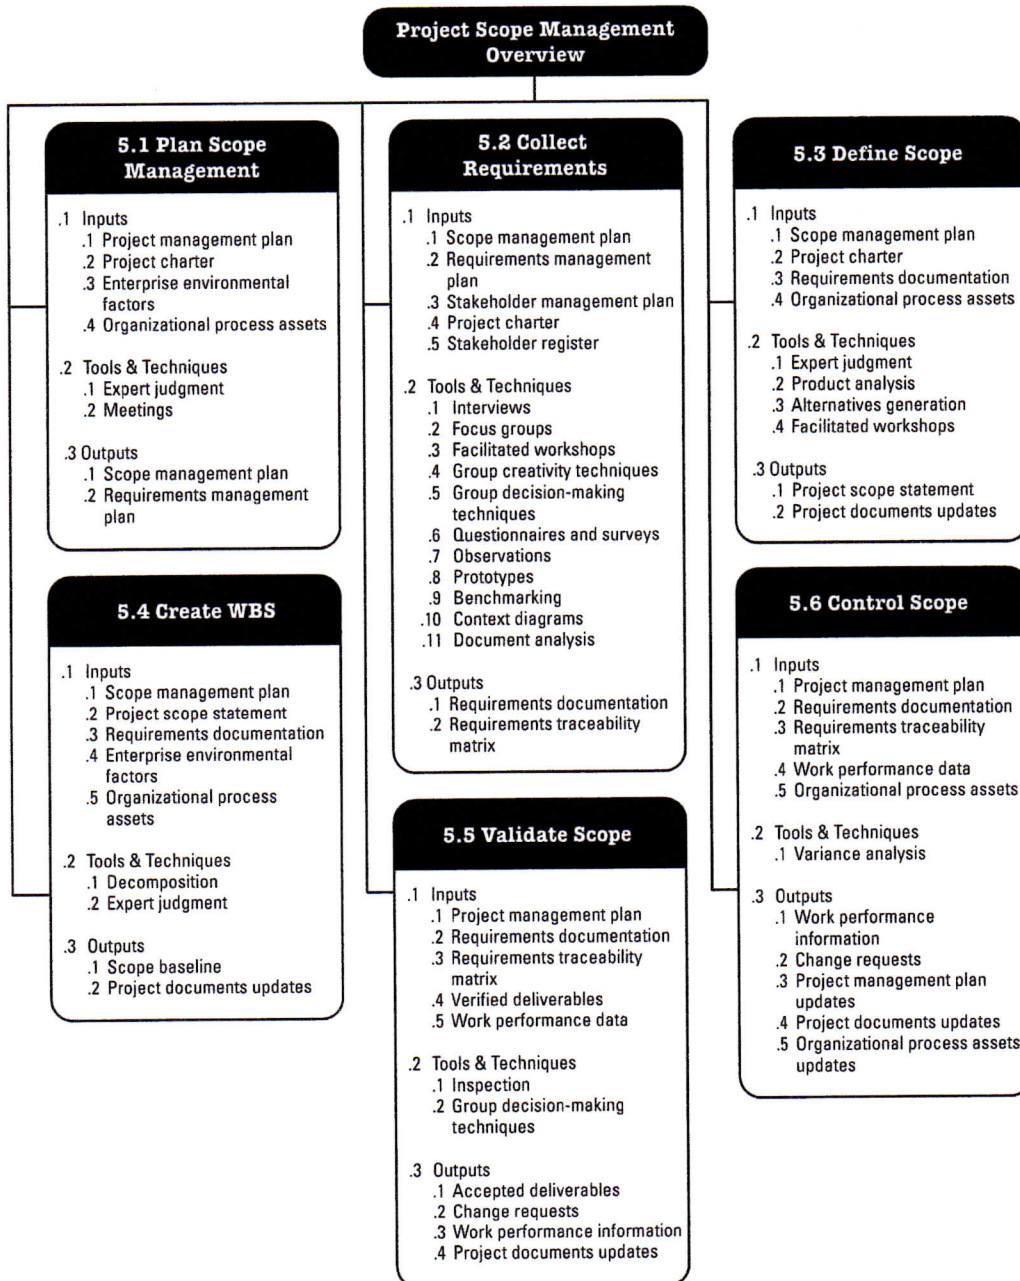 Project Scope Management
Overview
5.1 Plan Scope
Management
.1 Inputs
.1 Project management plan
.2 Project charter
.3 Enterprise environmental
factors
.4 Organizational process assets
.2 Tools & Techniques
.1 Expert judgment
.2 Meetings
.3 Outputs
.1 Scope management plan
.2 Requirements management
plan
5.2 Collect
Requirements
.1 Inputs
.1 Scope management plan
.2 Requirements management
plan
.3 Stakeholder management plan
.4 Project charter
.5 Stakeholder register
.2 Tools & Techniques
.1 Interviews
.2 Focus groups
.3 Facilitated workshops
.4 Group creativity techniques
.5 Group decision-making
techniques
.6 Questionnaires and surveys
.7 Observations
.8 Prototypes
.9 Benchmarking
.10 Context diagrams
.11 Document analysis
.3 Outputs
.1 Requirements documentation
.2 Requirements traceability
matrix
5.3 Define Scope
.1 Inputs
.1 Scope management plan
.2 Project charter
.3 Requirements documentation
.4 Organizational process assets
.2 Tools & Techniques
.1 Expert judgment
.2 Product analysis
.3 Alternatives generation
.4 Facilitated workshops
.3 Outputs
.1 Project scope statement
.2 Project documents updates
5.4 Create WBS
.1 Inputs
.1 Scope management plan
.2 Project scope statement
.3 Requirements documentation
.4 Enterprise environmental
factors
.5 Organizational process
assets
.2 Tools & Techniques
.1 Decomposition
.2 Expert judgment
.3 Outputs
.1 Scope baseline
.2 Project documents updates
5.5 Validate Scope
.1 Inputs
.1 Project management plan
.2 Requirements documentation
.3 Requirements traceability
matrix
.4 Verified deliverables
.5 Work performance data
.2 Tools & Techniques
.1 Inspection
.2 Group decision-making
techniques
.3 Outputs
.1 Accepted deliverables
.2 Change requests
.3 Work performance information
.4 Project documents updates
5.6 Control Scope
.1 Inputs
.1 Project management plan
.2 Requirements documentation
.3 Requirements traceability
matrix
.4 Work performance data
.5 Organizational process assets
.2 Tools & Techniques
.1 Variance analysis
.3 Outputs
.1 Work performance
information
.2 Change requests
.3 Project management plan
updates
.4 Project documents updates
.5 Organizational process assets
updates